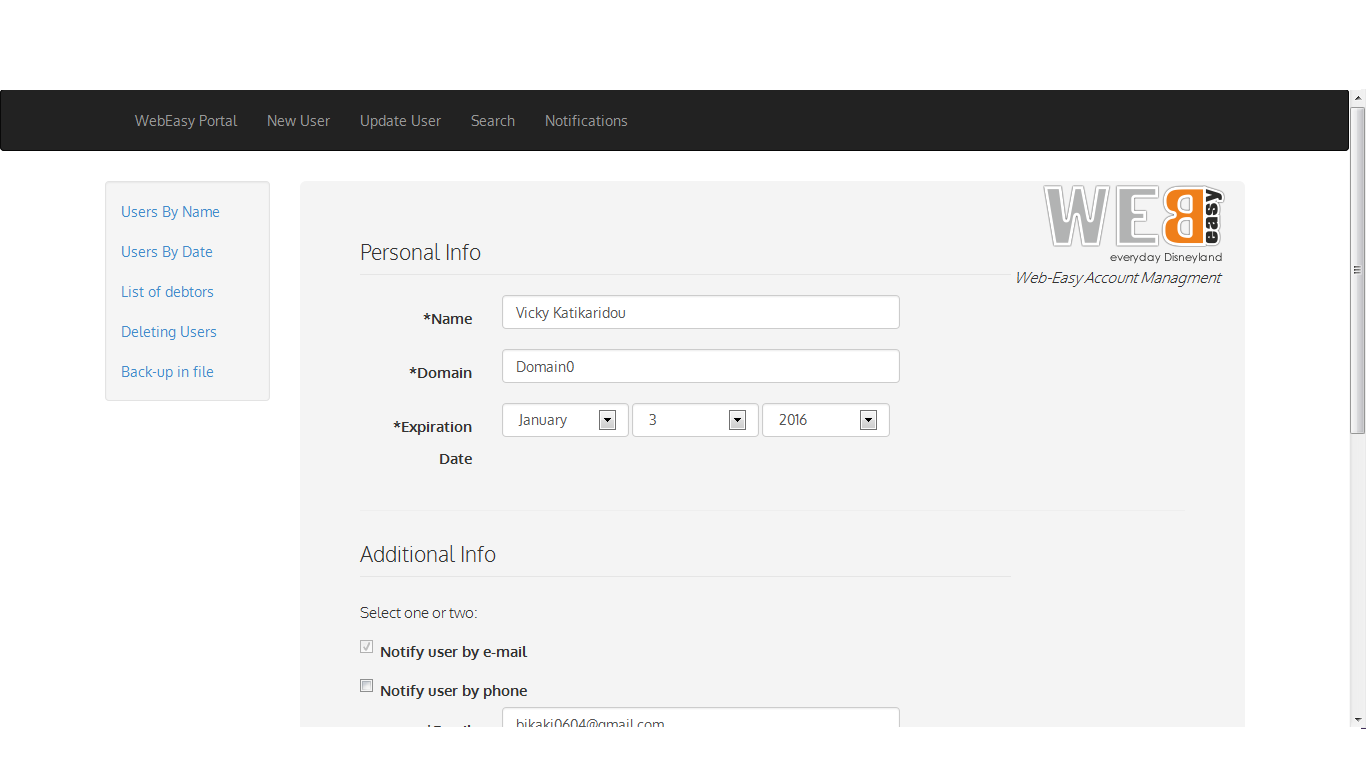 WebEasy Portal New User Update User Search Notifications
Users By Name
Users By Date
List of debtors
Deleting Users
Back-up in file
WEB easy
everyday Disneyland
Web-Easy Account Managment
Personal Info
*Name Vicky Katikaridou
*Domain Domain0
*Expiration Date January 3 2016
Additional Info
Select one or two:
Notify user by e-mail
Notify user by phone
bikaki0604@gmail.com